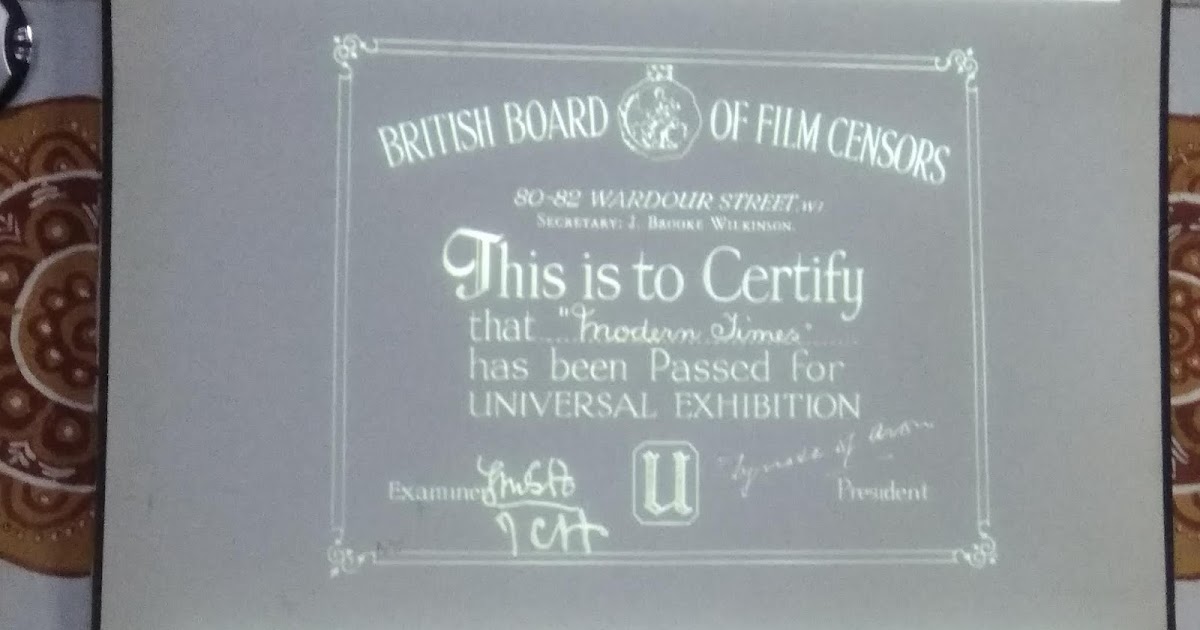 BRITISH BOARD OF FILM CENSORS
80-82 WARDOUR STREET, W1
SECRETARY: J. BROOKE WILKINSON.
This is to Certify
that "Modern Times"
has been Passed for
UNIVERSAL EXHIBITION
Examiner
U
President